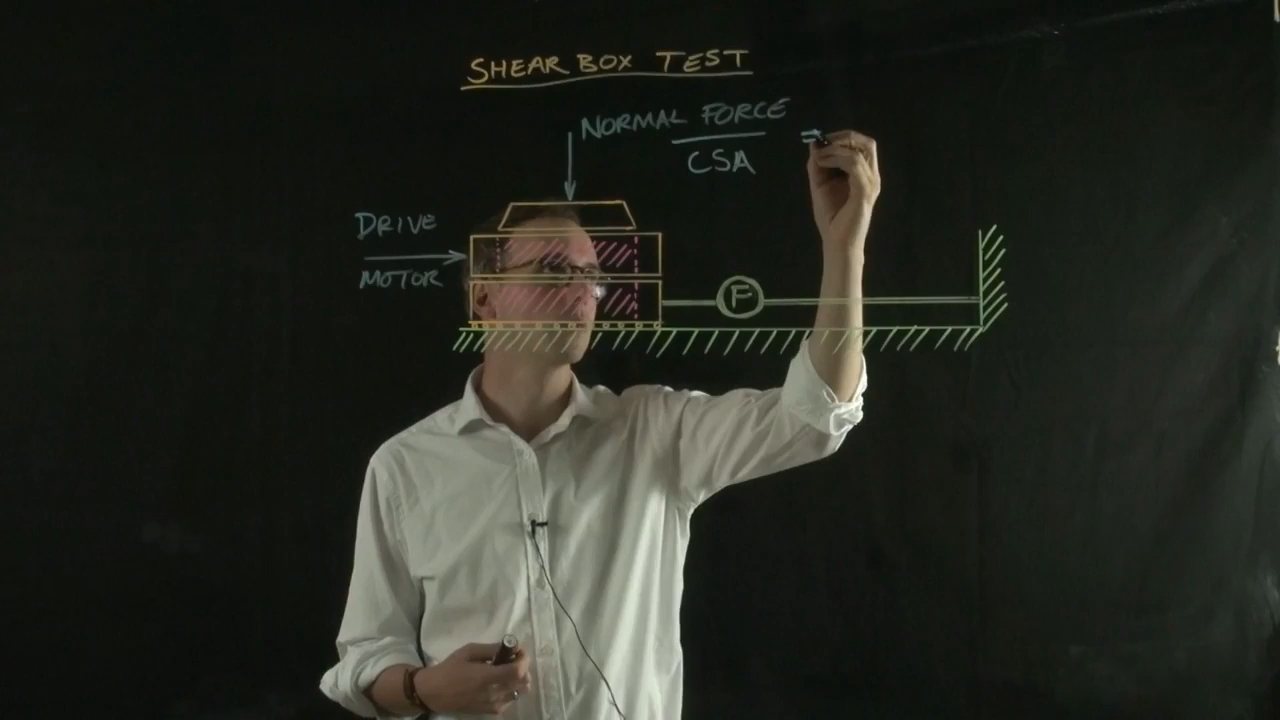 SHEAR BOX TEST
NORMAL FORCE
CSA
=
DRIVE
MOTOR
F